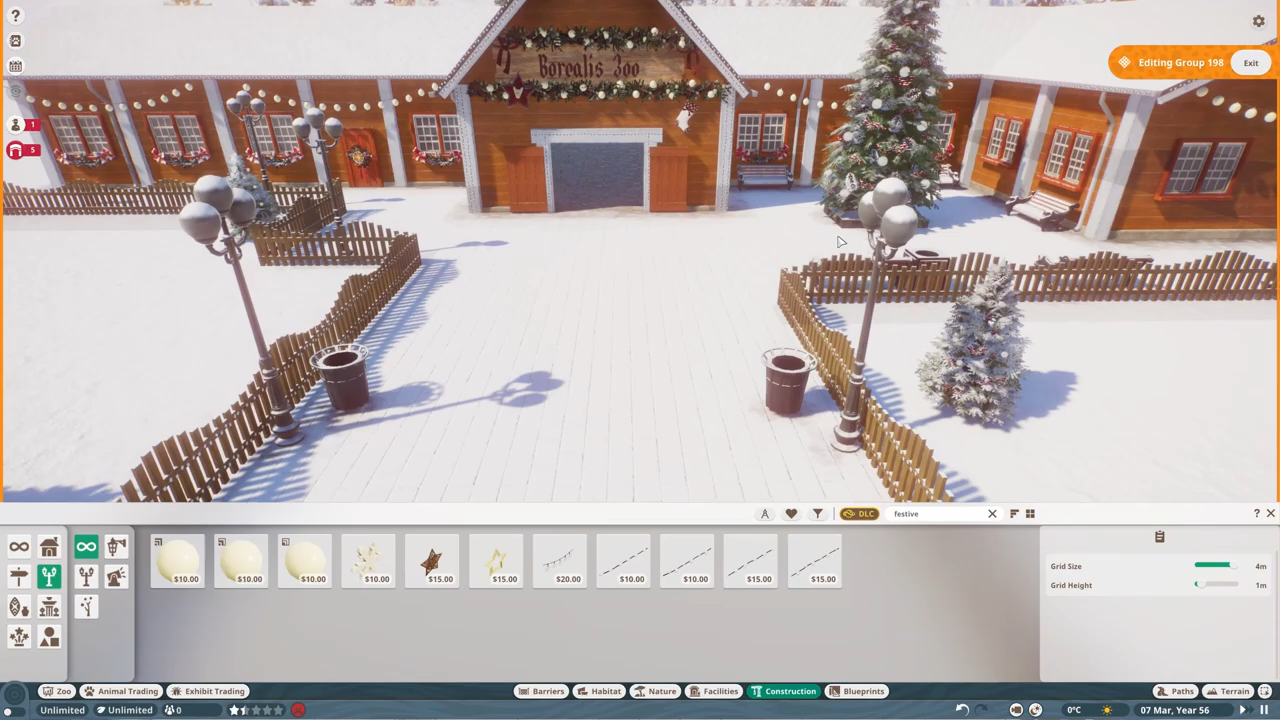 ?
Borealis Zoo
Editing Group 198
Exit
1
5
DLC
festive
?
$10.00
$10.00
$10.00
$10.00
$15.00
$15.00
$20.00
$10.00
$10.00
$15.00
$15.00
Grid Size
4m
Grid Height
1m
Zoo
Animal Trading
Exhibit Trading
Barriers
Habitat
Nature
Facilities
Construction
Blueprints
Paths
Terrain
Unlimited
Unlimited
0
0°C
07 Mar, Year 56